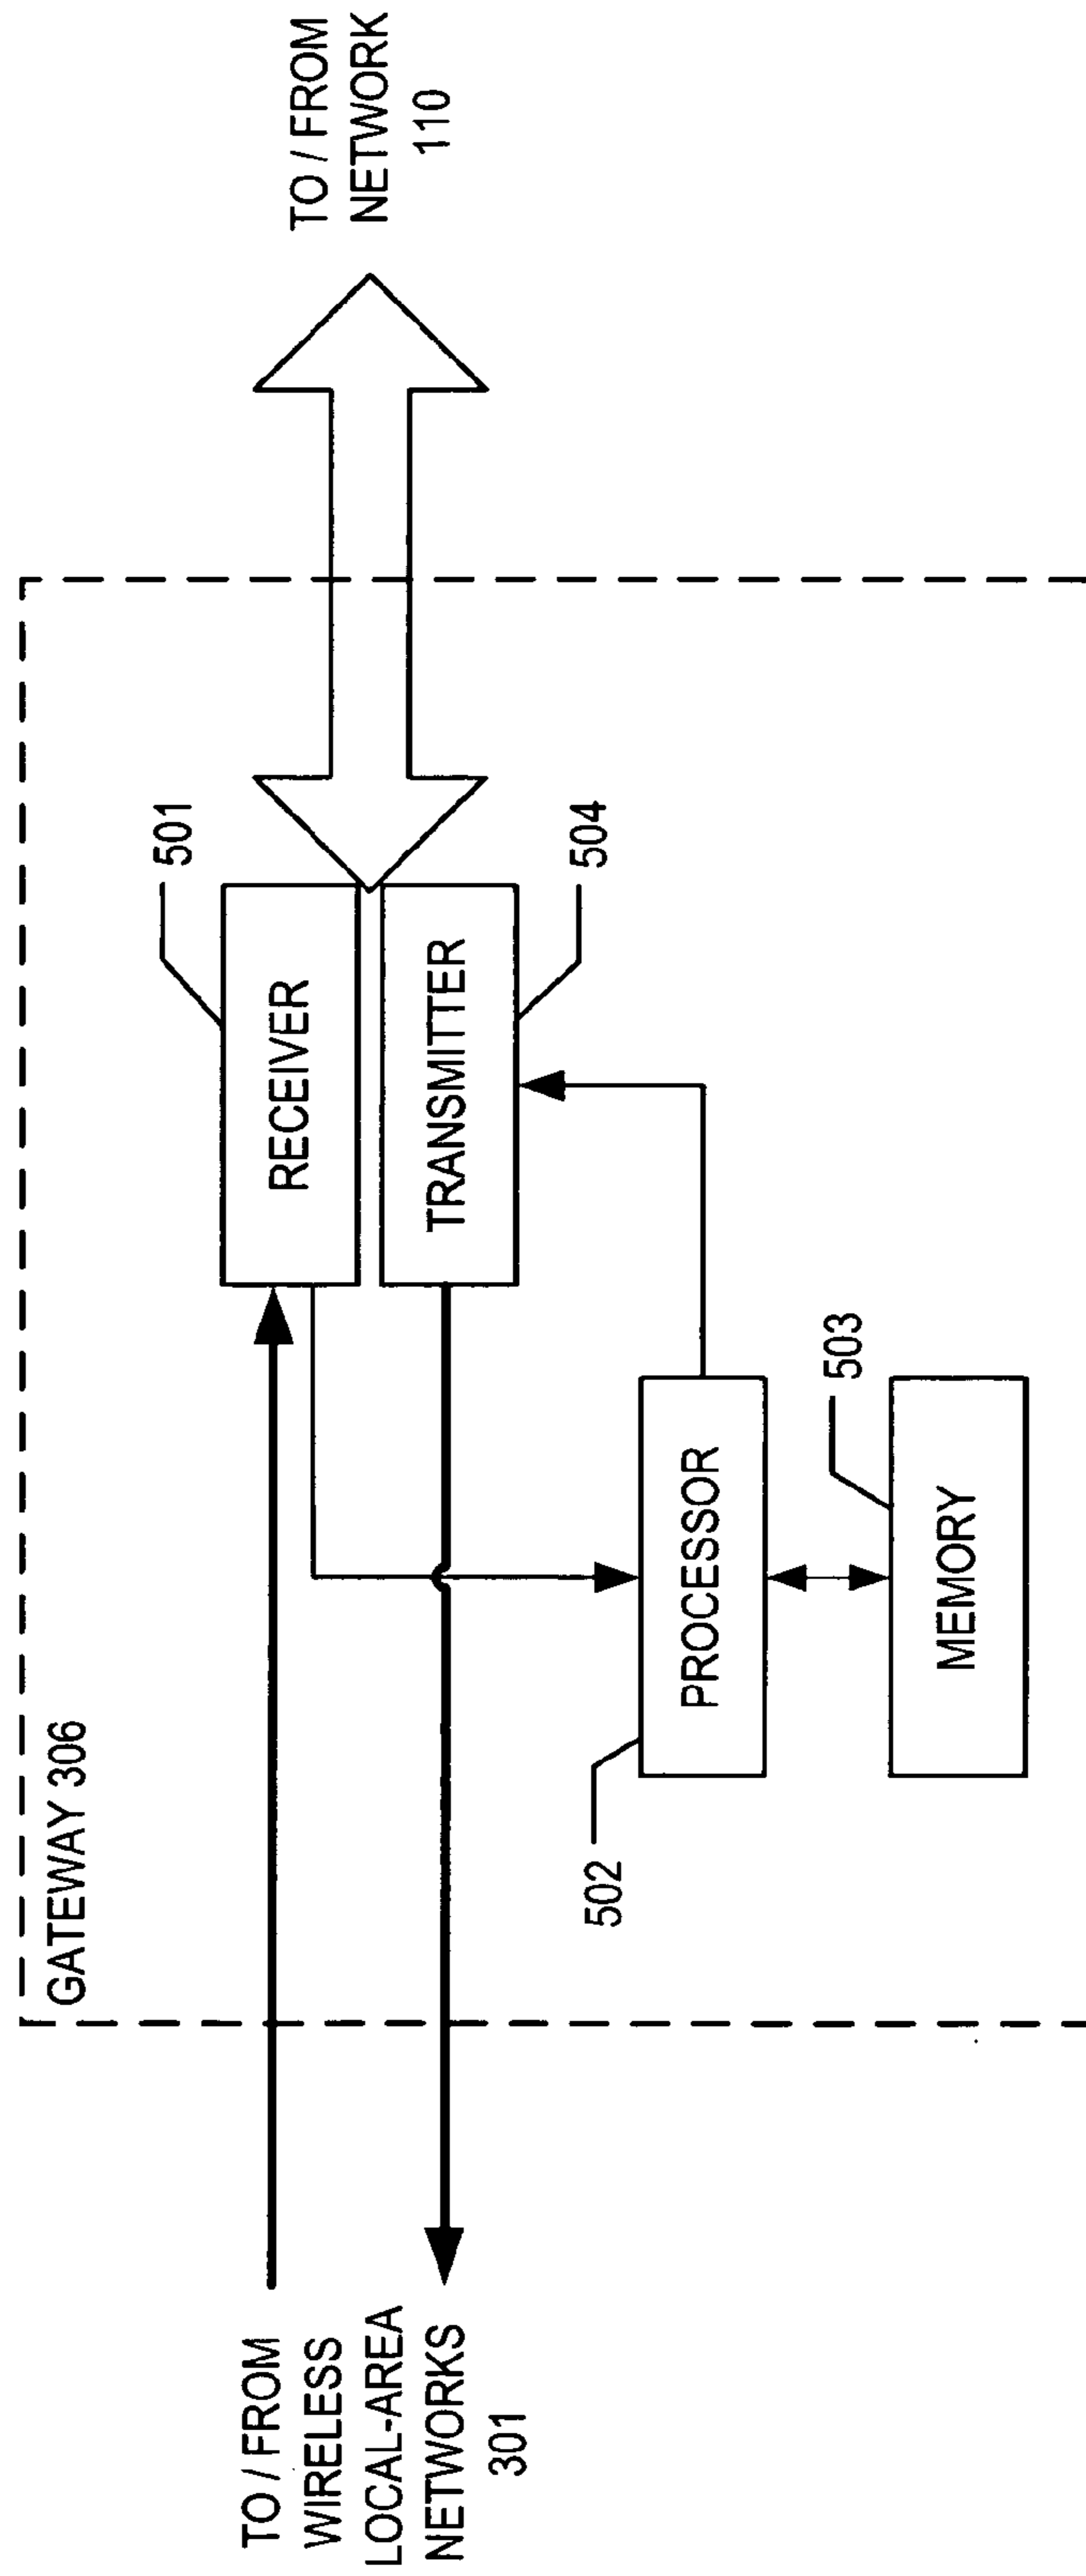 GATEWAY 306
TO / FROM
WIRELESS
LOCAL-AREA
NETWORKS
301
RECEIVER
501
TRANSMITTER
504
TO / FROM
NETWORK
110
502
PROCESSOR
503
MEMORY